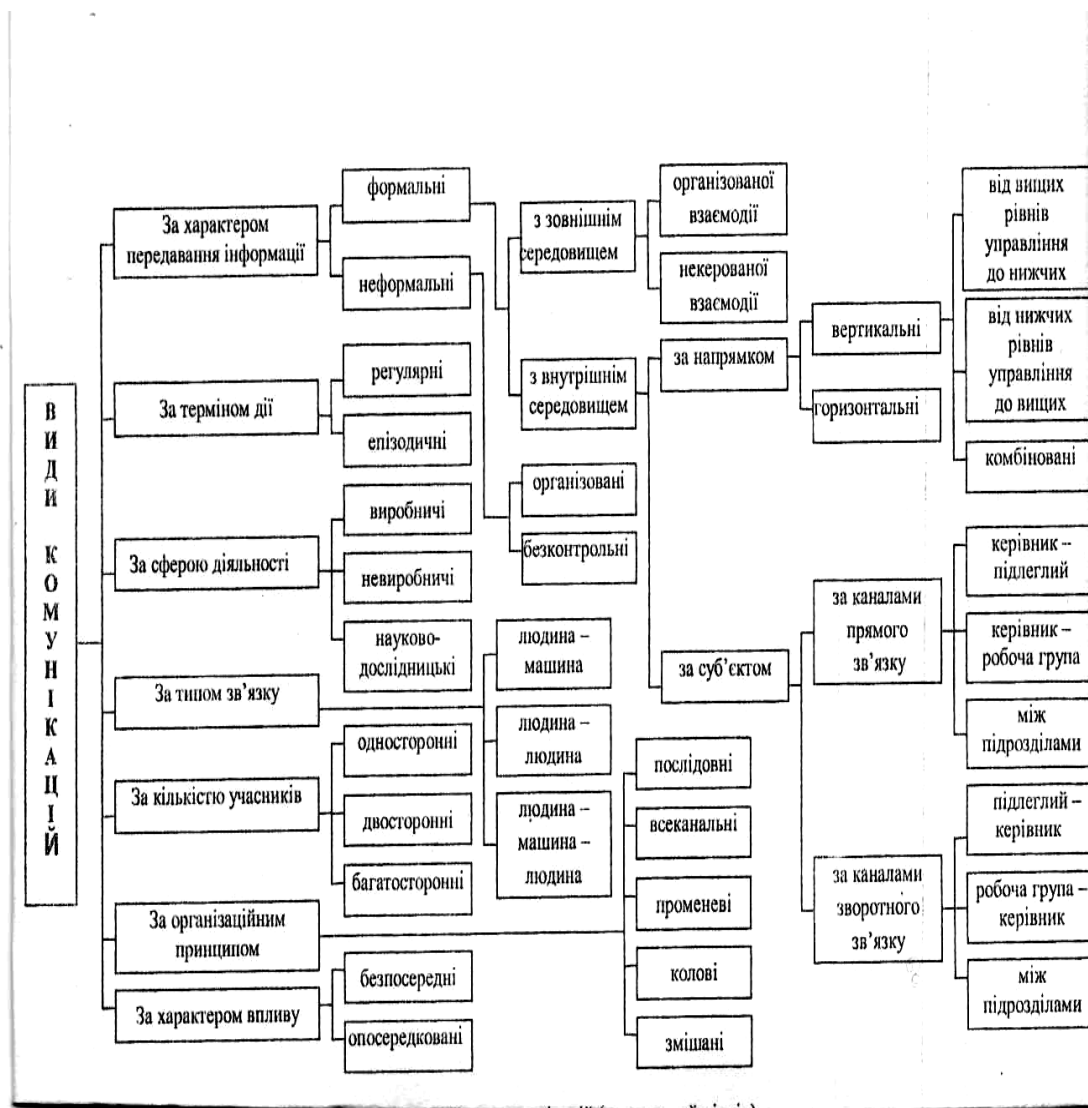 ВИДИ КОМУНІКАЦІЙ
За характером
передавання інформації
формальні
неформальні
з зовнішнім
середовищем
організованої
взаємодії
некерованої
взаємодії
з внутрішнім
середовищем
за напрямком
вертикальні
від вищих
рівнів
управління
до нижчих
від нижчих
рівнів
управління
до вищих
комбіновані
горизонтальні
за суб’єктом
за каналами
прямого
зв’язку
керівник –
підлеглий
керівник –
робоча група
між
підрозділами
за каналами
зворотного
зв’язку
підлеглий –
керівник
робоча група –
керівник
між
підрозділами
організовані
безконтрольні
За терміном дії
регулярні
епізодичні
За сферою діяльності
виробничі
невиробничі
науково-
дослідницькі
За типом зв’язку
людина –
машина
людина –
людина
людина –
машина –
людина
За кількістю учасників
односторонні
двосторонні
багатосторонні
За організаційним
принципом
послідовні
всеканальні
променеві
колові
змішані
За характером впливу
безпосередні
опосередковані